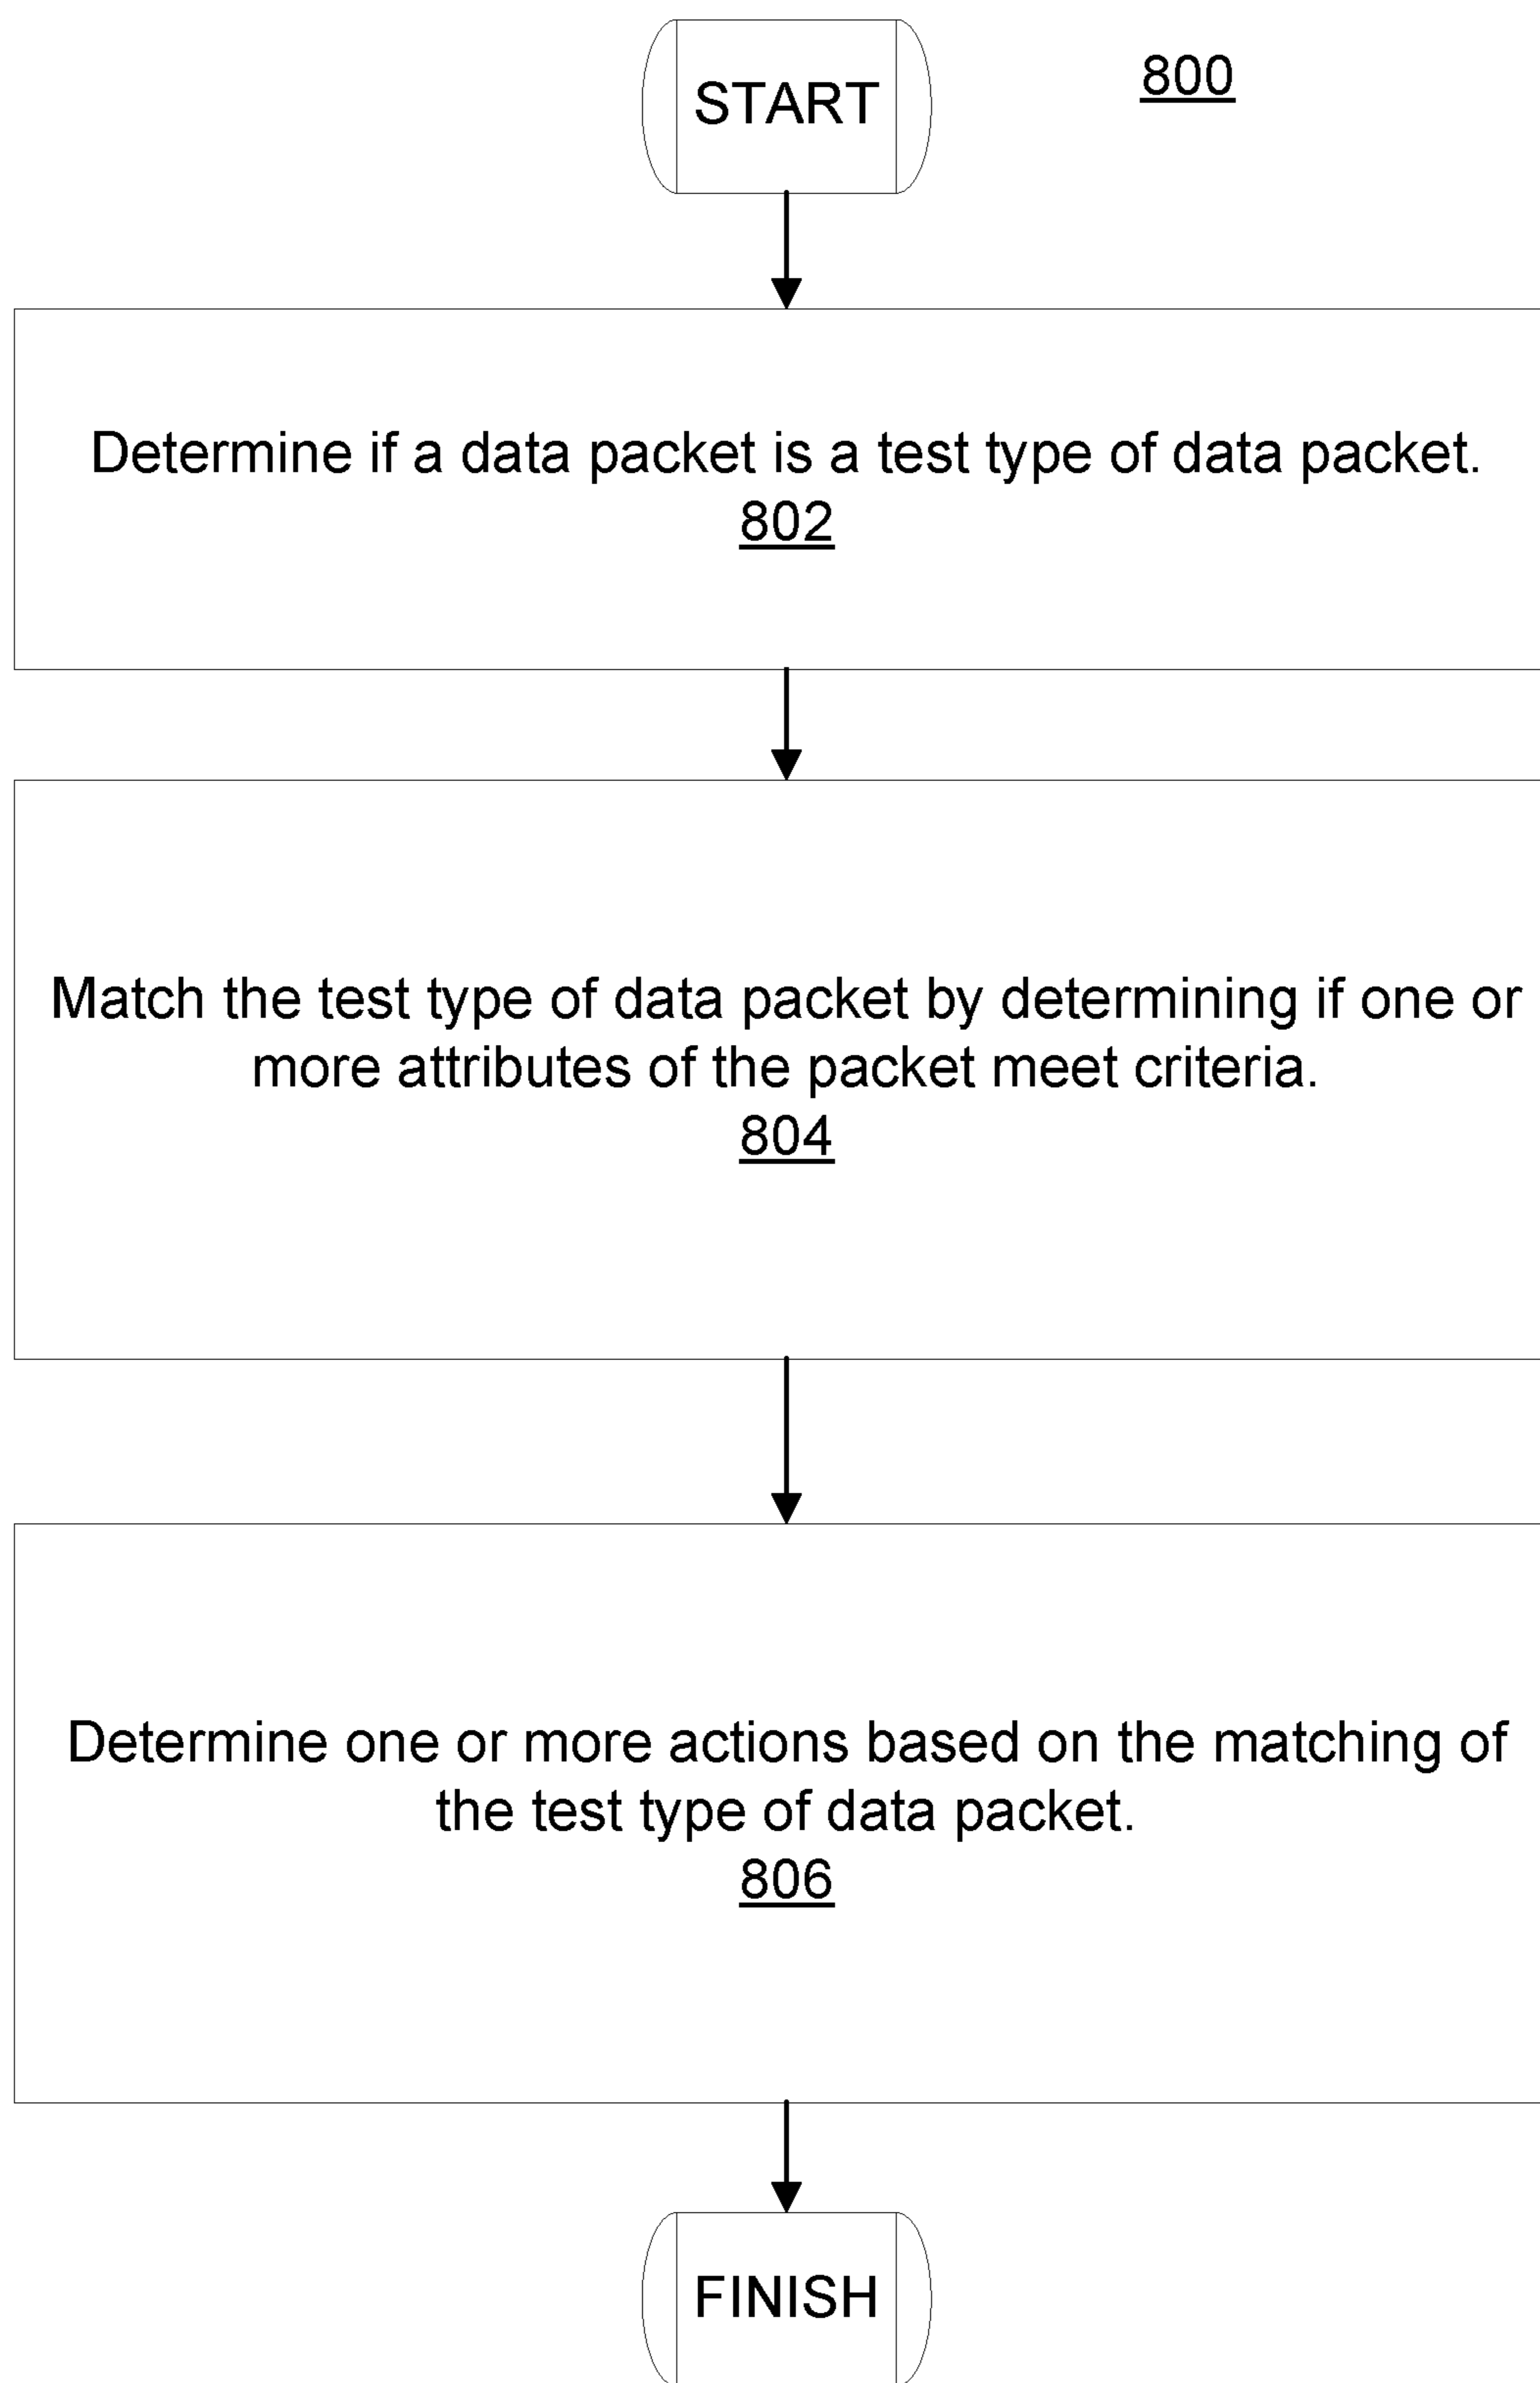 START
800
Determine if a data packet is a test type of data packet.
802
Match the test type of data packet by determining if one or
more attributes of the packet meet criteria.
804
Determine one or more actions based on the matching of
the test type of data packet.
806
FINISH